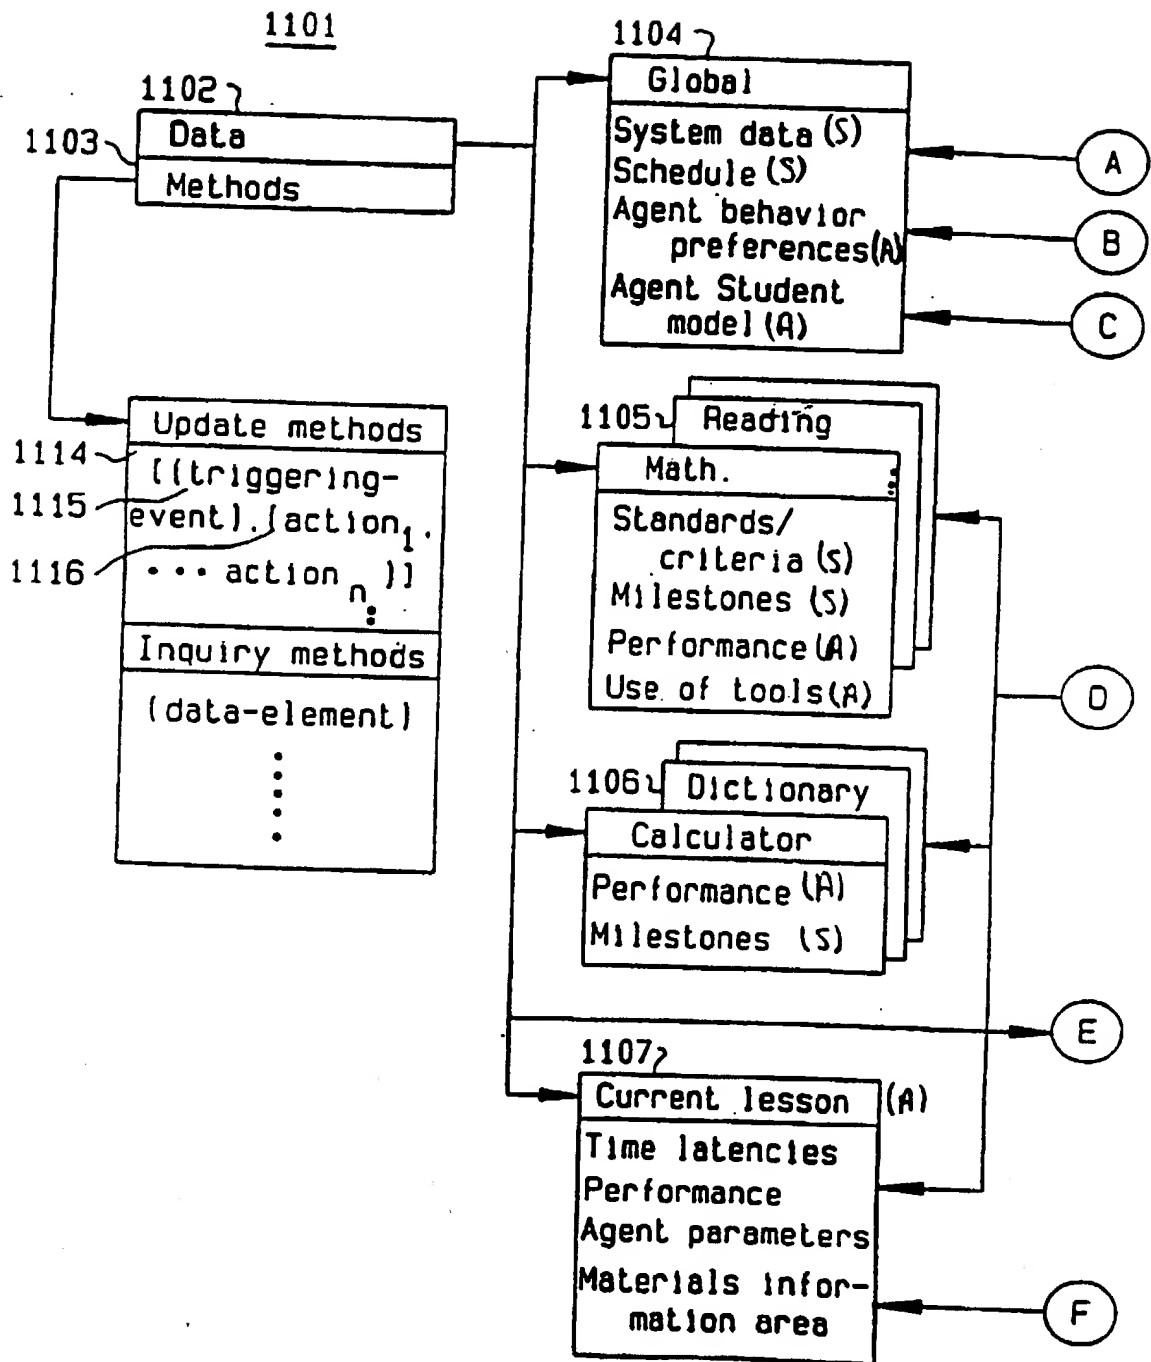 1101
1102
Data
1103
Methods
Update methods
1114
[((triggering-
1115
event).(action1.
1116
... action n )]
Inquiry methods
(data-element)
1104
Global
System data (S)
Schedule (S)
Agent behavior
preferences (A)
Agent Student
model (A)
A
B
C
1105
Reading
Math.
Standards/
criteria (S)
Milestones (S)
Performance (A)
Use of tools (A)
D
1106
Dictionary
Calculator
Performance (A)
Milestones (S)
E
1107
Current lesson (A)
Time latencies
Performance
Agent parameters
Materials infor-
mation area
F